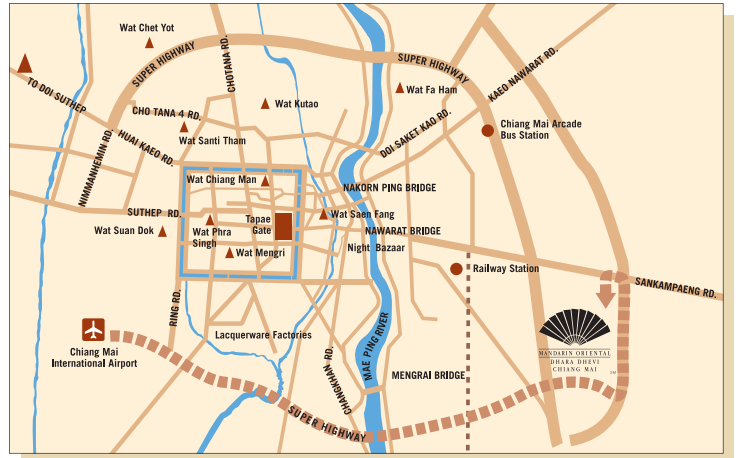 Wat Chet Yot
SUPER HIGHWAY
CHOTANA RD.
SUPER HIGHWAY
KAEO NAWARAT RD.
TO DOI SUTHEP
Wat Fa Ham
Wat Kutao
CHO TANA 4 RD.
DOI SAKET KAO RD.
Chiang Mai Arcade
Bus Station
HUAI KAEO RD.
Wat Santi Tham
NIMMANHEMIN RD.
Wat Chiang Man
NAKORN PING BRIDGE
SUTHEP RD.
Wat Saen Fang
Wat Suan Dok
Wat Phra
Singh
Tapae
Gate
NAWARAT BRIDGE
Night Bazaar
Wat Mengri
Railway Station
SANKAMPAENG RD.
RING RD.
Lacquerware Factories
MAE PING RIVER
Chiang Mai
International Airport
CHANGKHAN RD.
MENGRAI BRIDGE
MANDARIN ORIENTAL
DHARA DHEVI
CHIANG MAI
SM
SUPER HIGHWAY